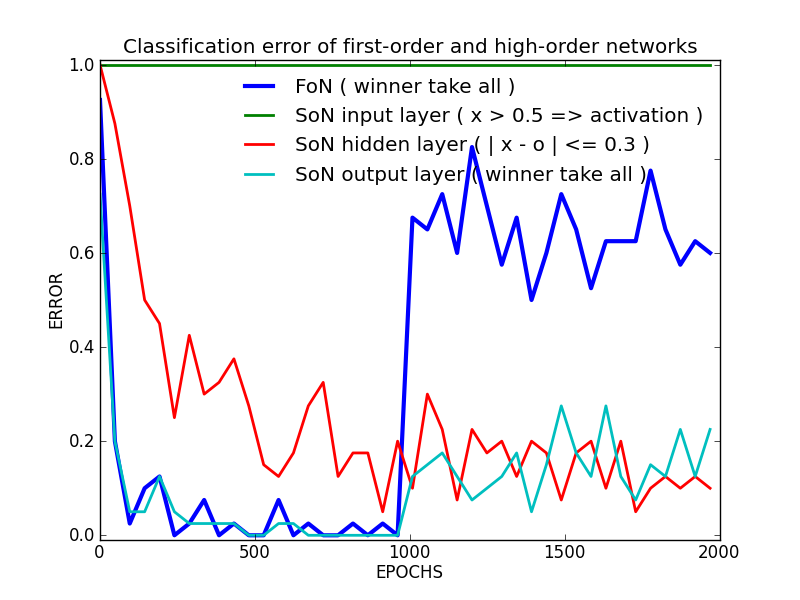 Classification error of first-order and high-order networks
1.0
FoN ( winner take all )
SoN input layer ( x > 0.5 => activation )
SoN hidden layer ( | x - o | <= 0.3 )
SoN output layer ( winner take all )
0.8
0.6
0.4
0.2
0.0
ERROR
0
500
1000
1500
2000
EPOCHS